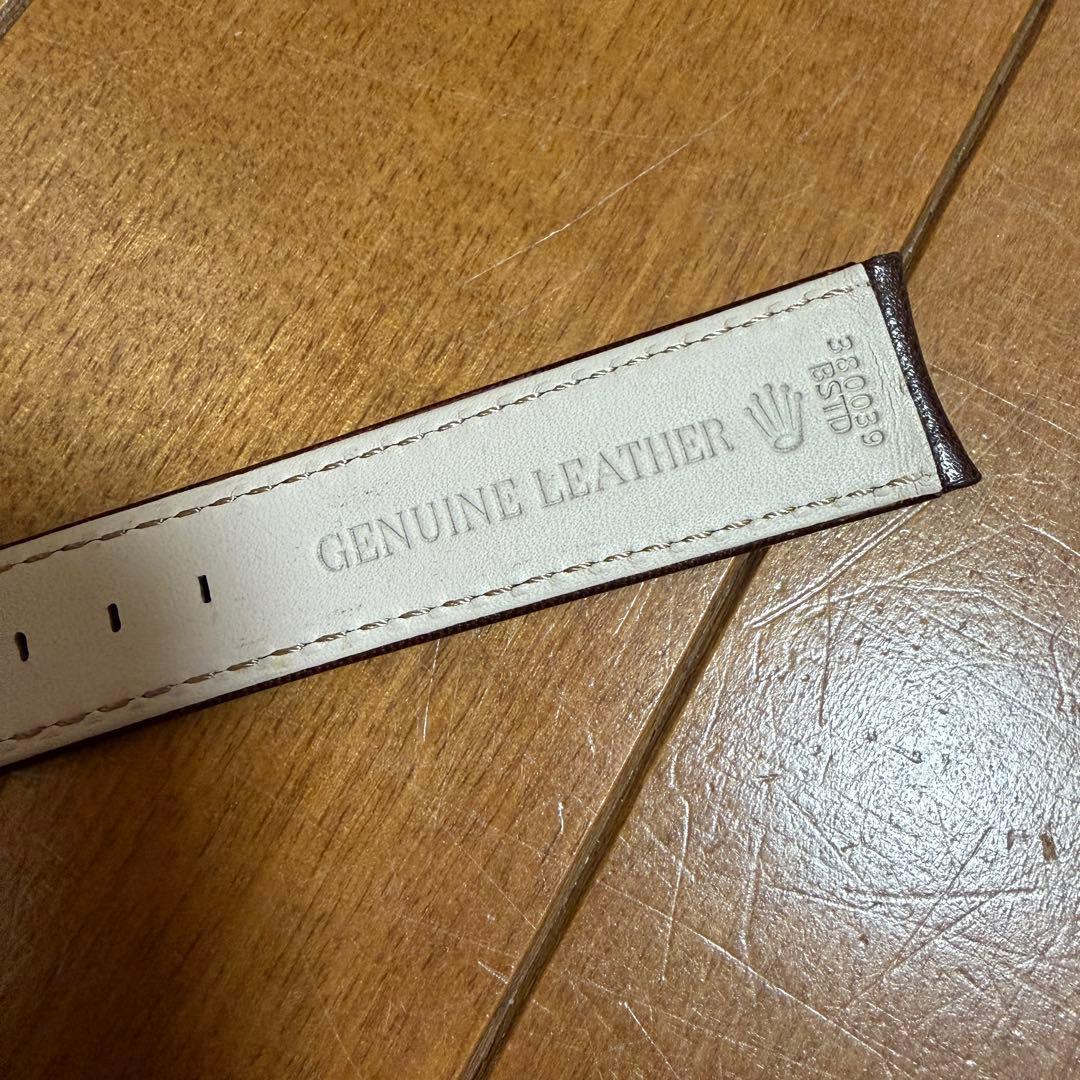 GENUINE LEATHER
380039
BSTD